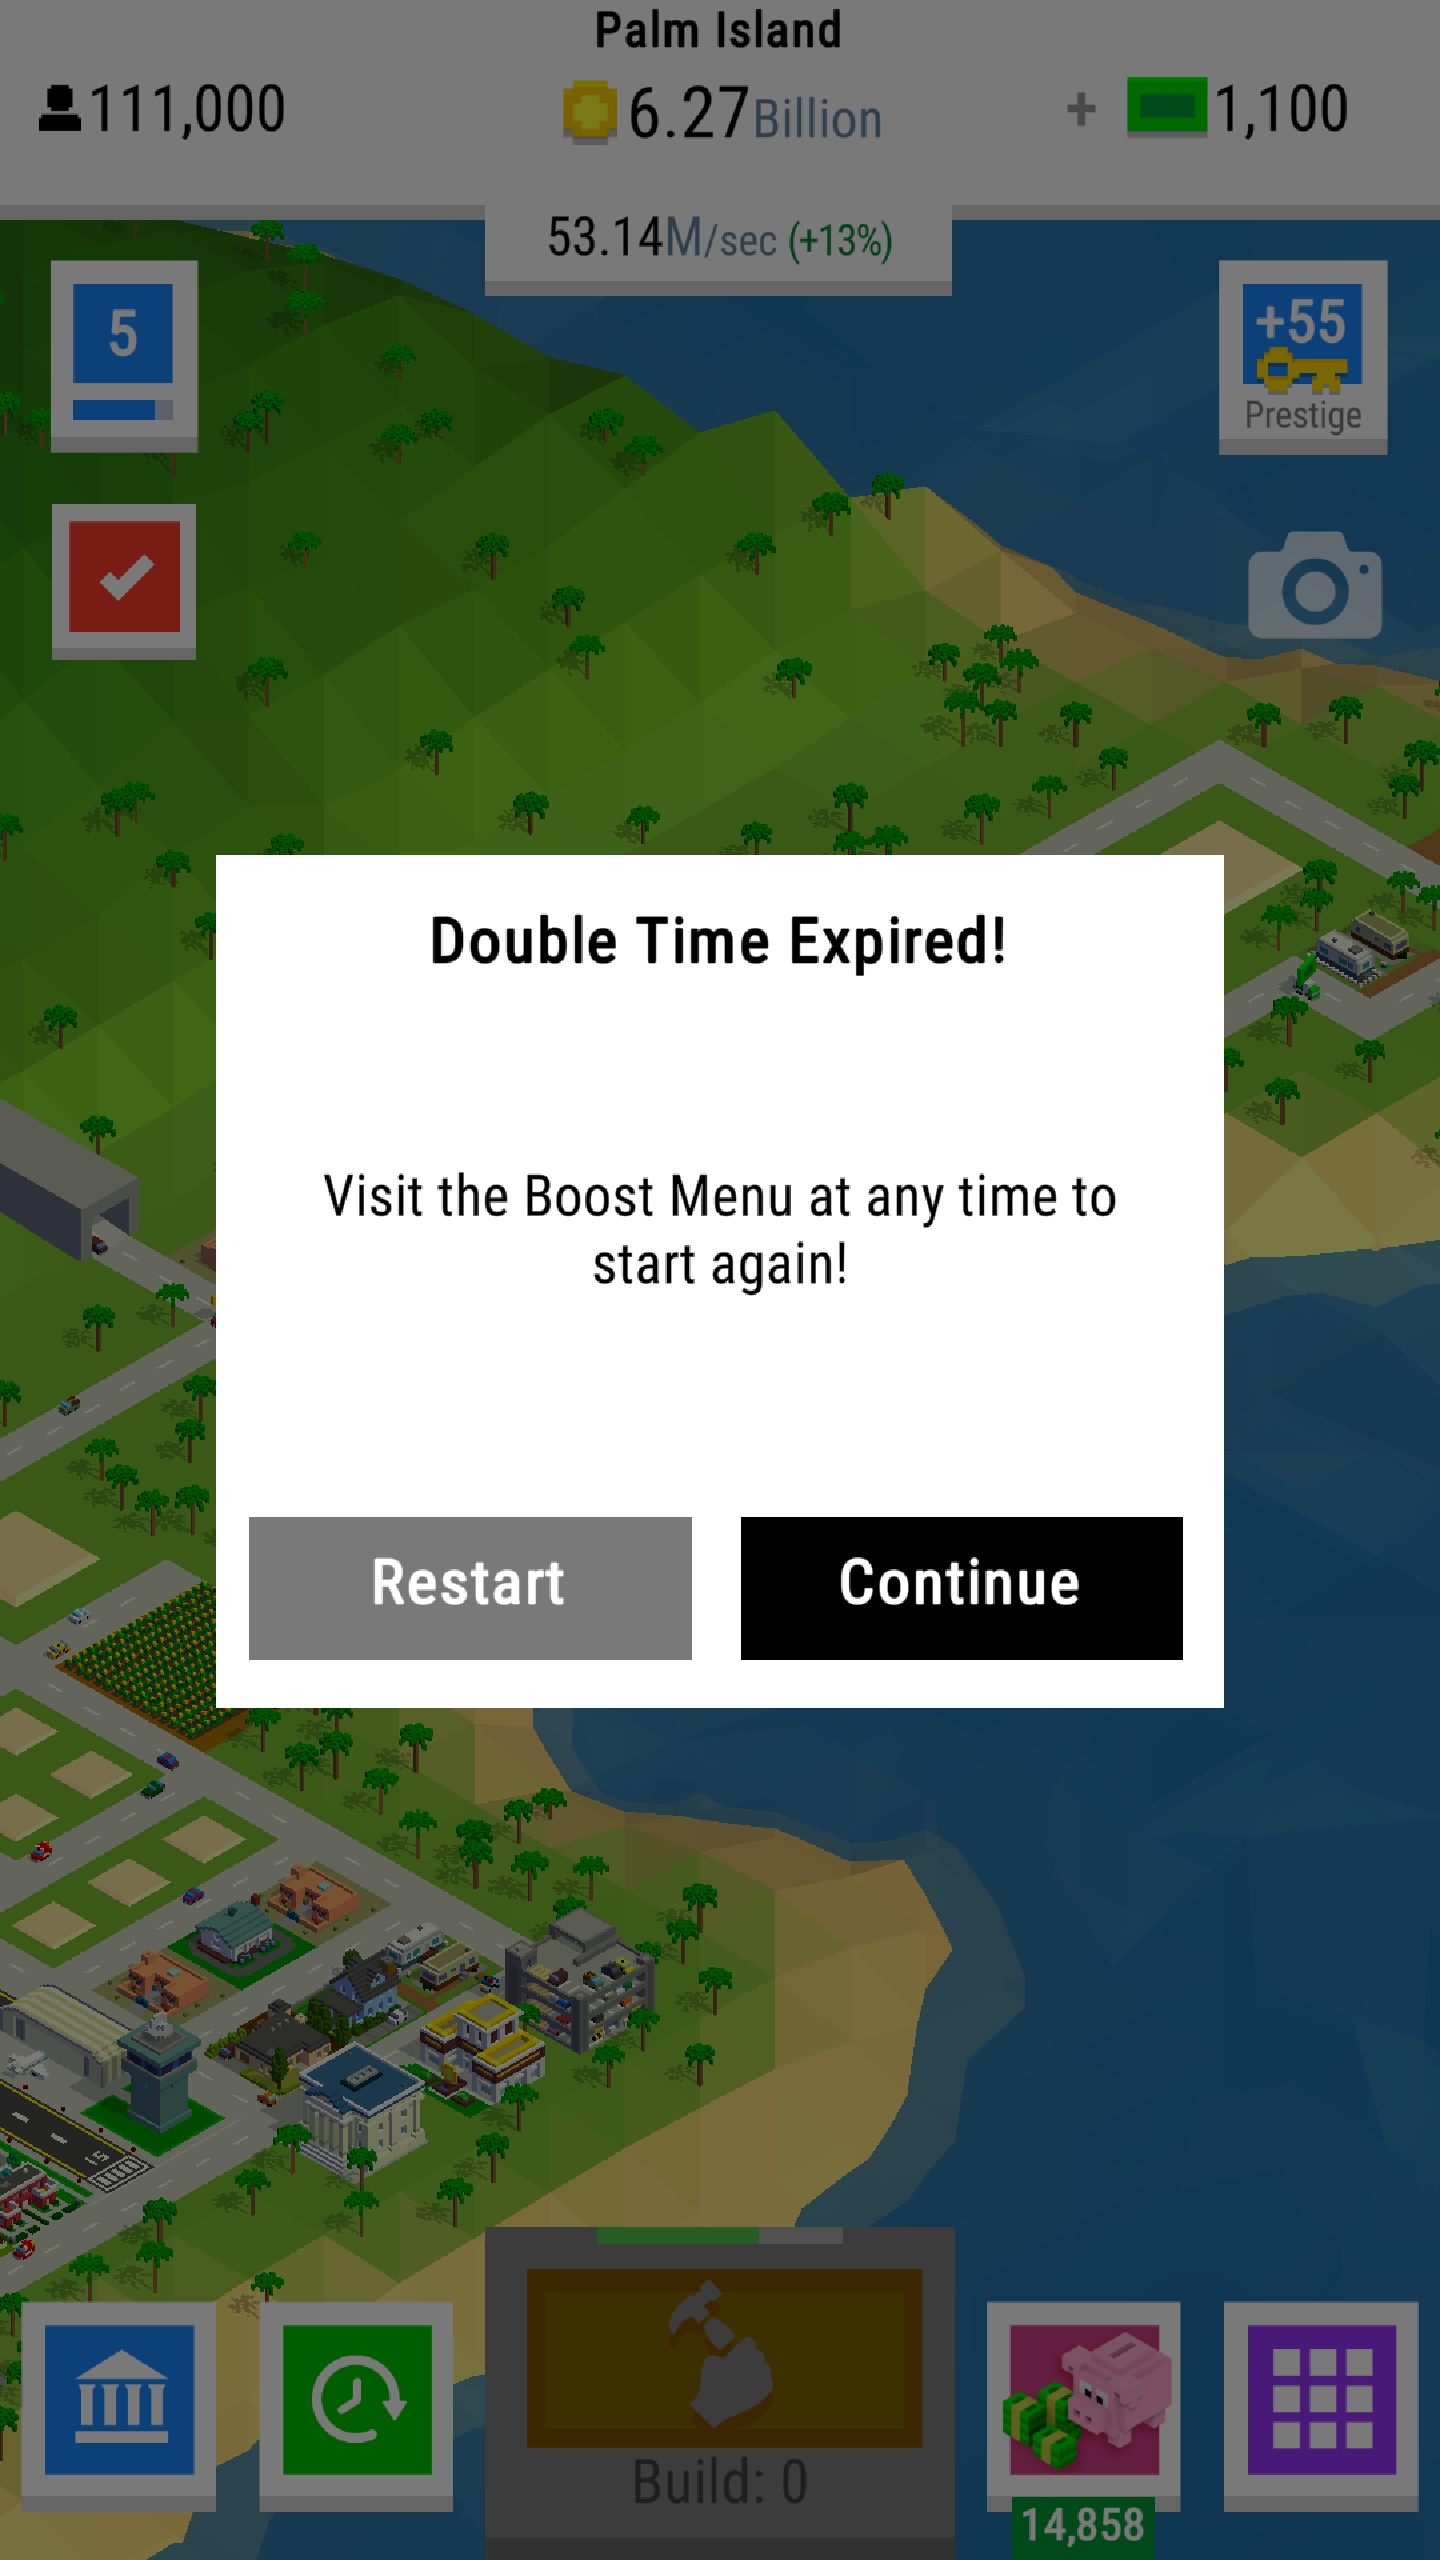 Palm Island
111,000
6.27Billion
+ 1,100
53.14M/sec (+13%)
5
+55
Prestige
Double Time Expired!
Visit the Boost Menu at any time to
start again!
Restart
Continue
15
Build: 0
14,858